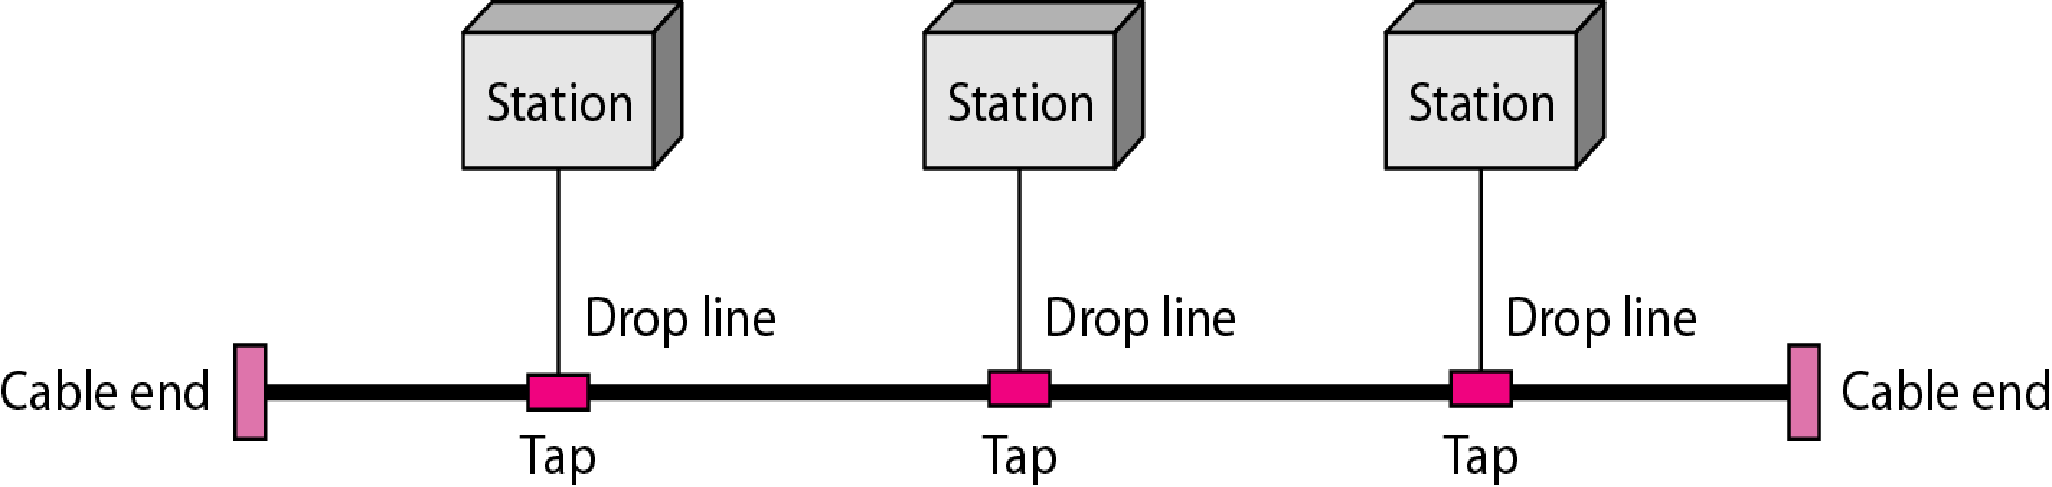 Station Station Station
Drop line Drop line Drop line
Cable end Cable end
Tap Tap Tap